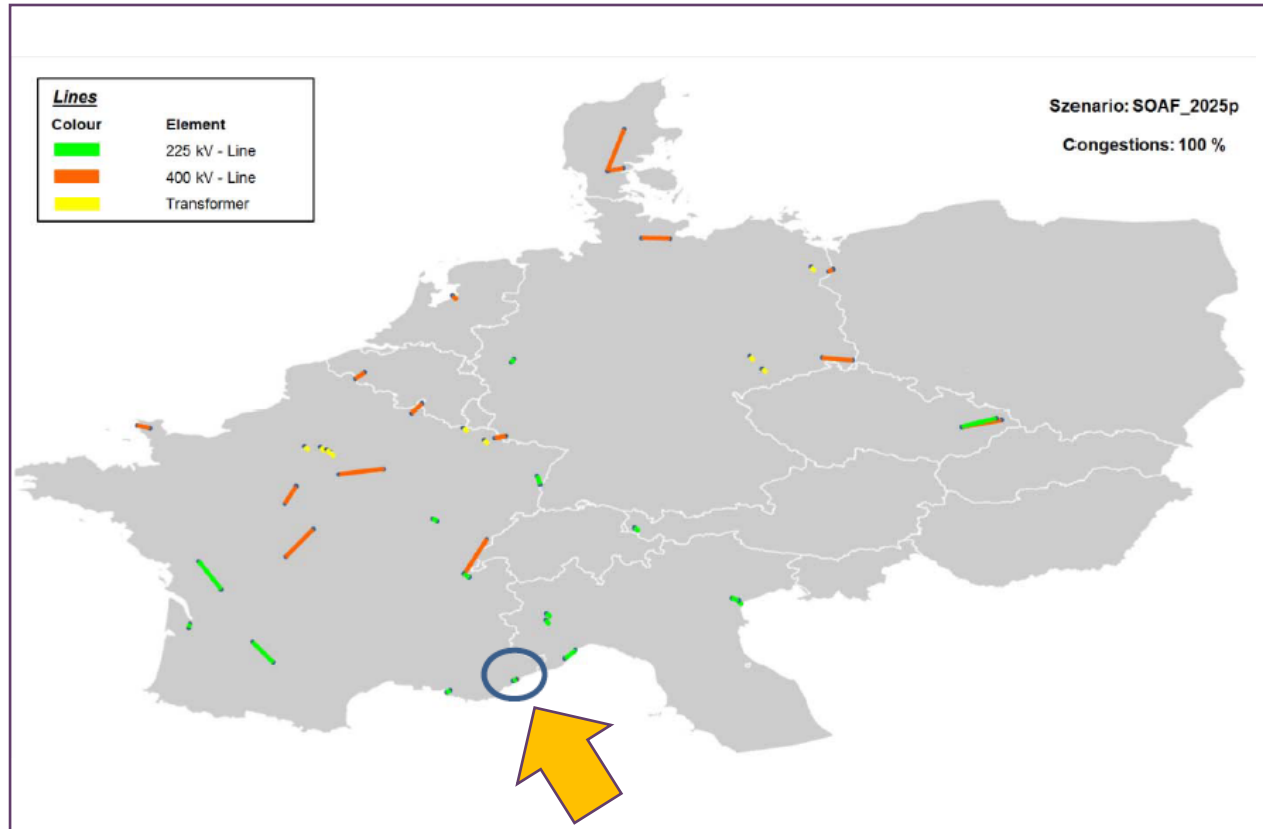 Lines
Colour Element
225 kV - Line
400 kV - Line
Transformer
Szenario: SOAF_2025p
Congestions: 100 %